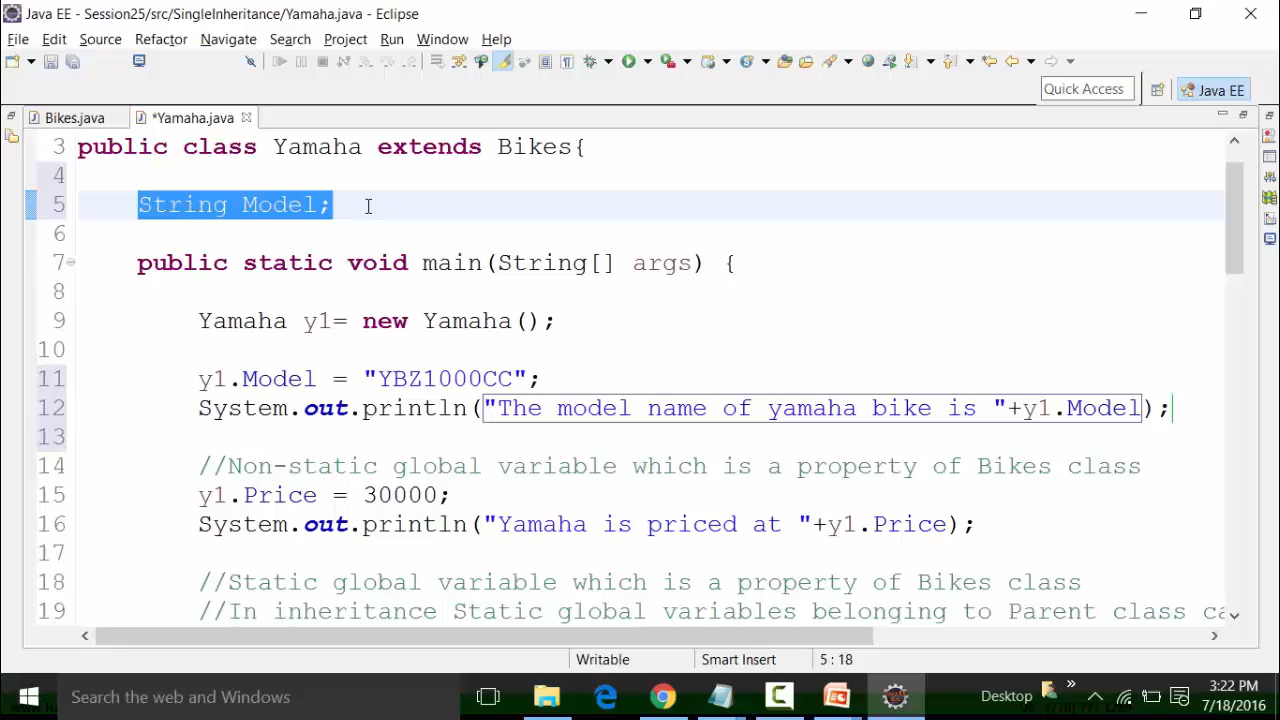 Java EE - Session25/src/SingleInheritance/Yamaha.java - Eclipse
File Edit Source Refactor Navigate Search Project Run Window Help
Quick Access
Java EE
Bikes.java *Yamaha.java
3 public class Yamaha extends Bikes{
4
5 String Model;
6
7 public static void main(String[] args) {
8
9 Yamaha y1= new Yamaha();
10
11 y1.Model = "YBZ1000CC";
12 System.out.println("The model name of yamaha bike is "+y1.Model);
13
14 //Non-static global variable which is a property of Bikes class
15 y1.Price = 30000;
16 System.out.println("Yamaha is priced at "+y1.Price);
17
18 //Static global variable which is a property of Bikes class
19 //In inheritance Static global variables belonging to Parent class ca
Writable Smart Insert 5 : 18
Search the web and Windows
Desktop
3:22 PM
7/18/2016